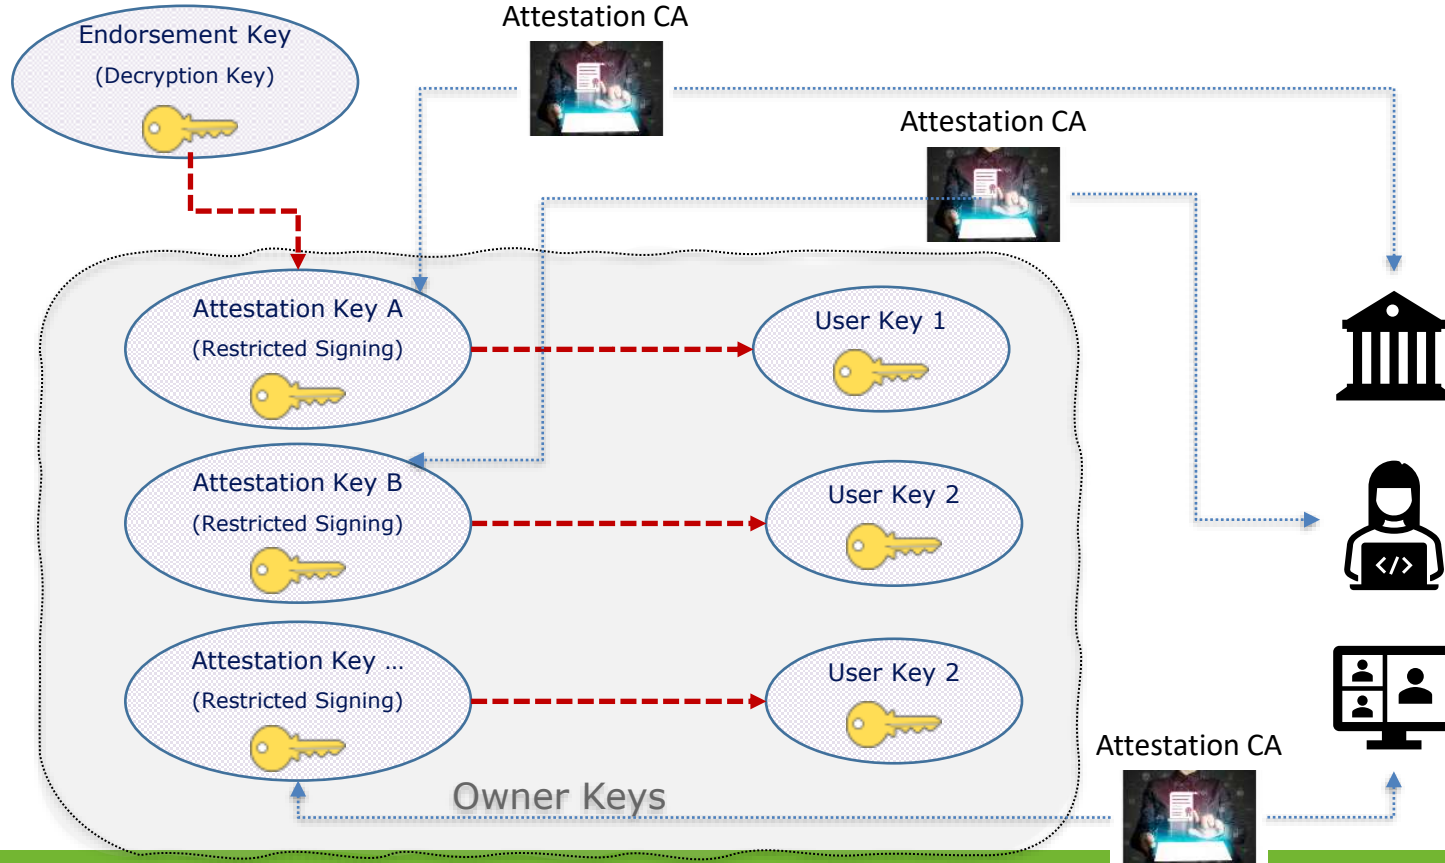 Attestation CA
Endorsement Key
(Decryption Key)
Attestation CA
Attestation Key A
(Restricted Signing)
User Key 1
Attestation Key B
(Restricted Signing)
User Key 2
</>
Attestation Key …
(Restricted Signing)
User Key 2
Attestation CA
Owner Keys